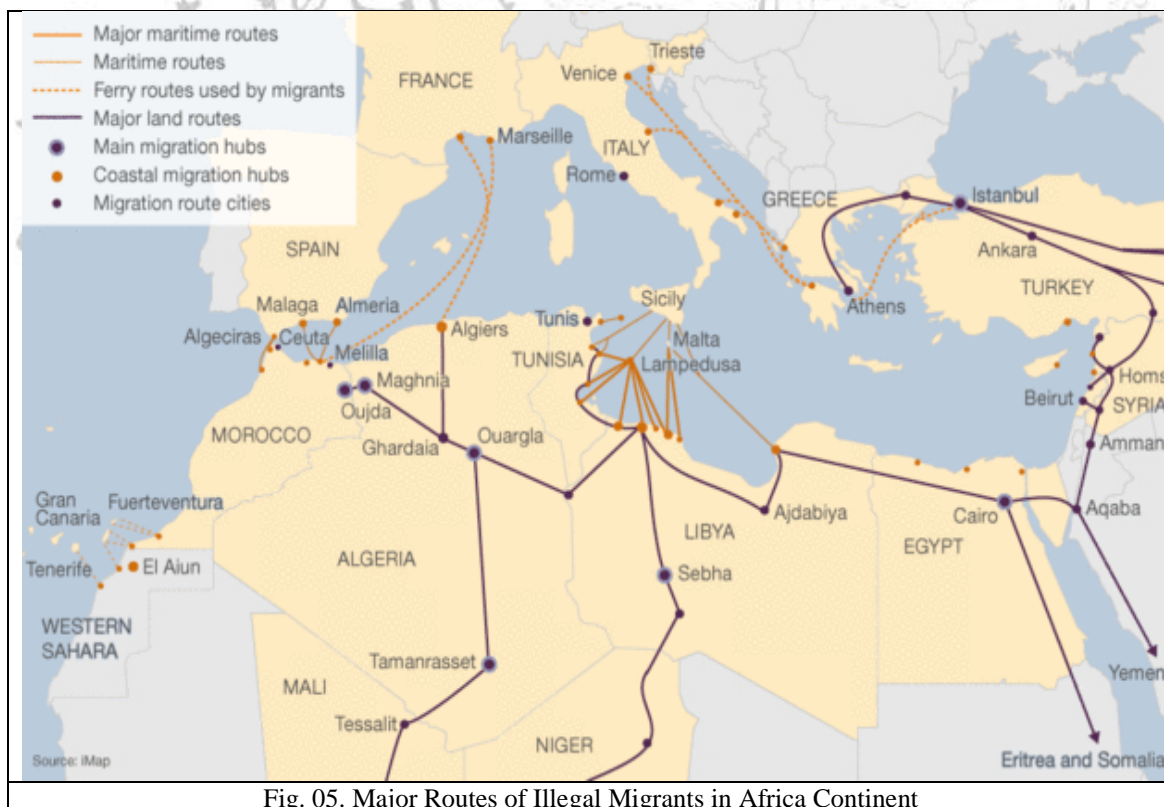 Major maritime routes
Maritime routes
Ferry routes used by migrants
Major land routes
Main migration hubs
Coastal migration hubs
Migration route cities
FRANCE
Venice
Trieste
Marseille
ITALY
Rome
GREECE
Istanbul
Ankara
TURKEY
Athens
SPAIN
Malaga
Almeria
Algeciras
Ceuta
Melilla
Algiers
Tunis
Sicily
Malta
TUNISIA
Lampedusa
Maghnia
Oujda
MOROCCO
Ghardaia
Ouargla
Homs
Beirut
SYRIA
Amman
Gran
Canaria
Fuerteventura
Tenerife
El Aiun
ALGERIA
LIBYA
Ajdabiya
Cairo
Aqaba
EGYPT
Sebha
WESTERN
SAHARA
Tamanrasset
MALI
Tessalit
NIGER
Yemen
Eritrea and Somalia
Source: iMap
Fig. 05. Major Routes of Illegal Migrants in Africa Continent